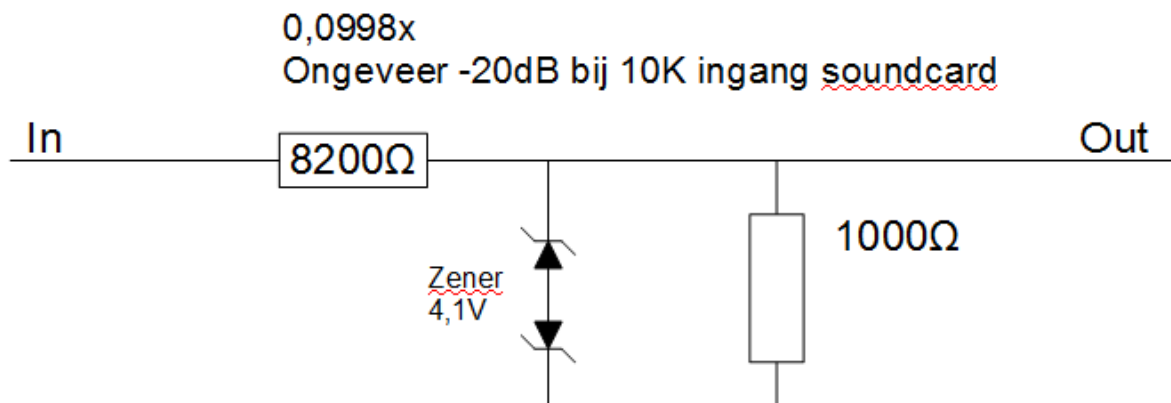 0,0998x
Ongeveer -20dB bij 10K ingang soundcard
In
Out
8200Ω
1000Ω
Zener
4,1V